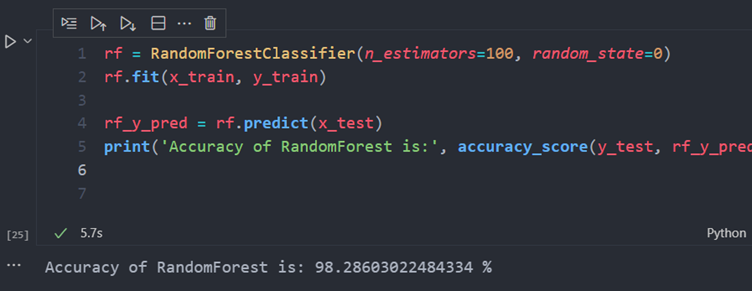 1 rf = RandomForestClassifier(n_estimators=100, random_state=0)
2 rf.fit(x_train, y_train)
3
4 rf_y_pred = rf.predict(x_test)
5 print('Accuracy of RandomForest is:', accuracy_score(y_test, rf_y_pred
6
7
[25] 5.7s Python
... Accuracy of RandomForest is: 98.28603022484334 %